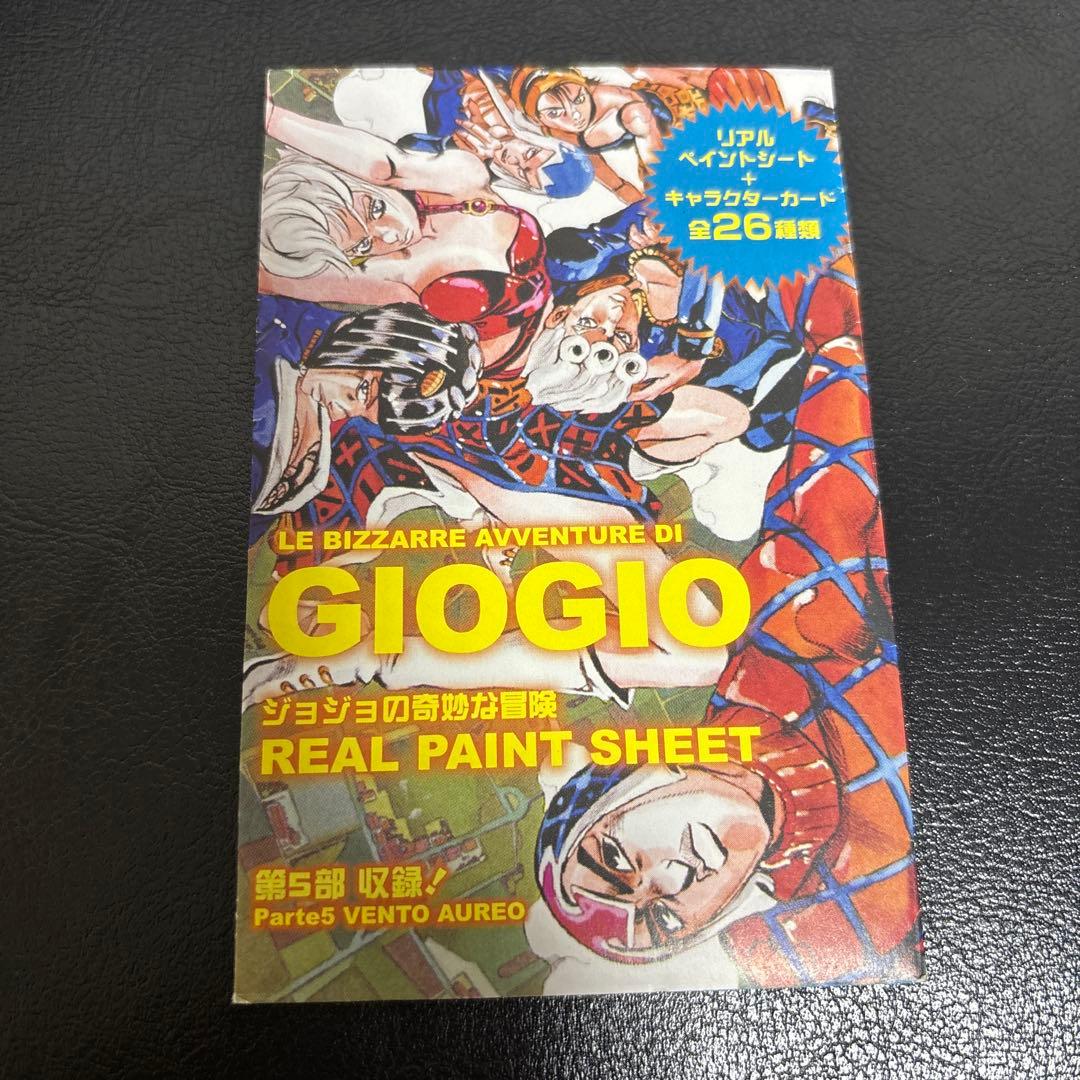 リアル
ペイントシート
+
キャラクターカード
全26種類
LE BIZZARRE AVVENTURE DI
GIOGIO
ジョジョの奇妙な冒険
REAL PAINT SHEET
第5部 収録!
Parte5 VENTO AUREO